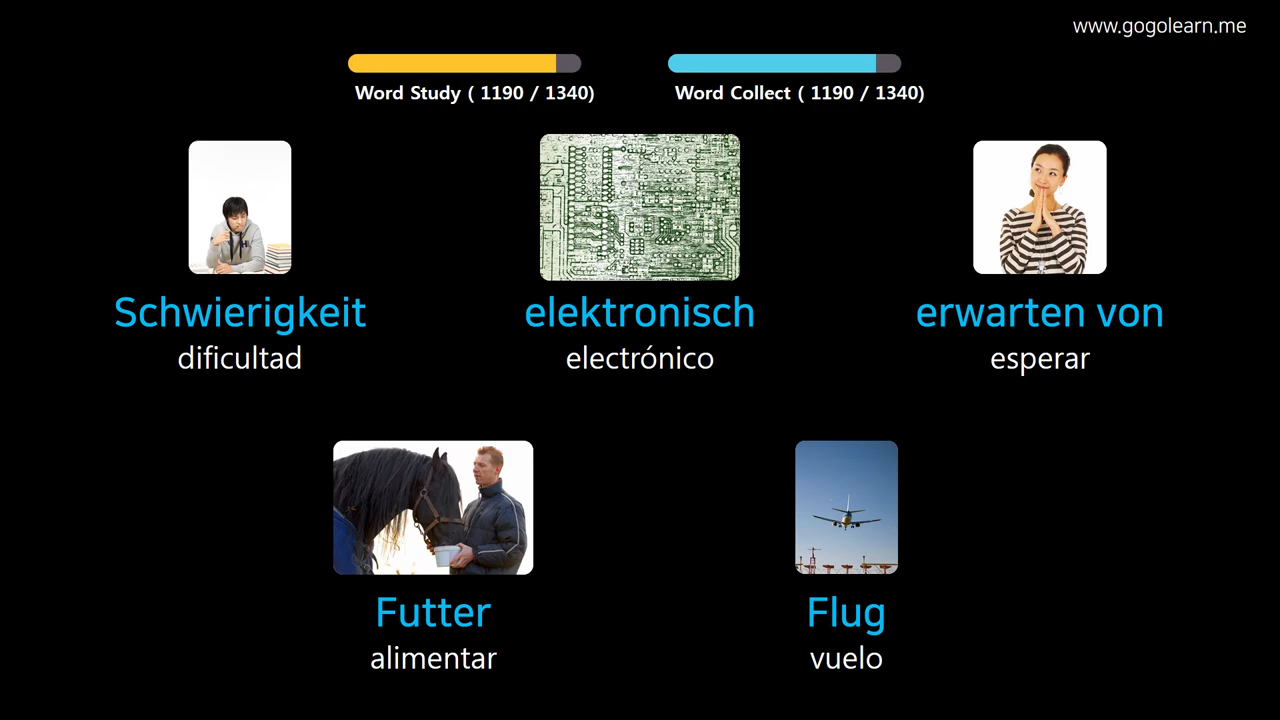 www.gogolearn.me
Word Study ( 1190 / 1340)
Word Collect ( 1190 / 1340)
Schwierigkeit
dificultad
elektronisch
electrónico
erwarten von
esperar
Futter
alimentar
Flug
vuelo